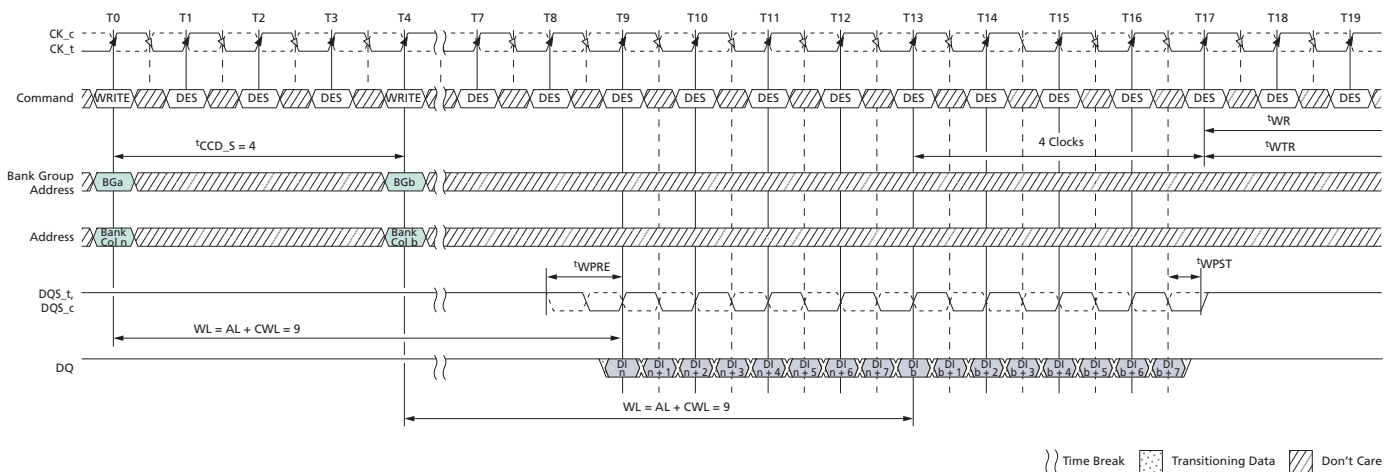 T0 T1 T2 T3 T4 T7 T8 T9 T10 T11 T12 T13 T14 T15 T16 T17 T18 T19
CK_c
CK_t
Command WRITE DES DES DES WRITE DES DES DES DES DES DES DES DES DES DES DES DES DES
tWR
tCCD_S = 4 4 Clocks tWTR
Bank Group
Address BGa BGb
Address Bank
Col n Bank
Col b
tWPRE tWPST
DQS_t,
DQS_c
WL = AL + CWL = 9
DQ DI
n DI
n + 1 DI
n + 2 DI
n + 3 DI
n + 4 DI
n + 5 DI
n + 6 DI
n + 7 DI
b DI
b + 1 DI
b + 2 DI
b + 3 DI
b + 4 DI
b + 5 DI
b + 6 DI
b + 7
WL = AL + CWL = 9
Time Break Transitioning Data Don't Care